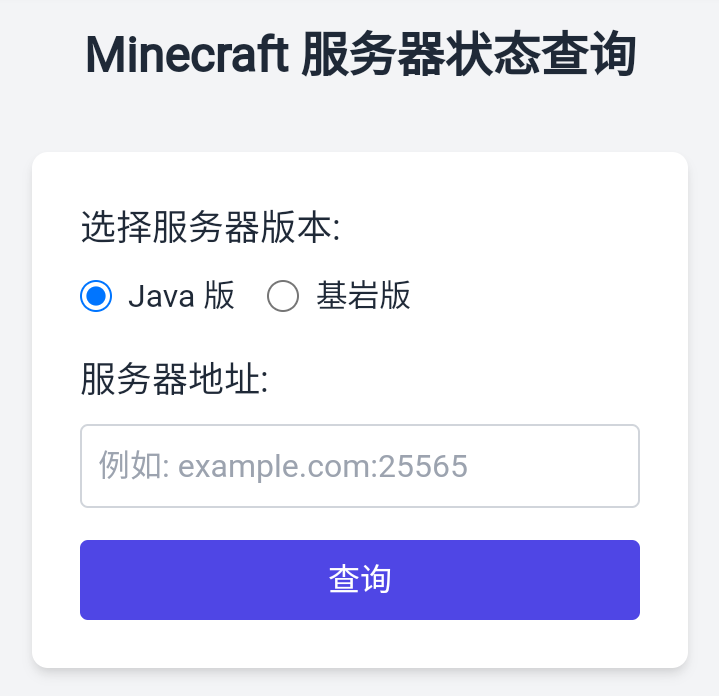 Minecraft 服务器状态查询
选择服务器版本:
Java 版 基岩版
服务器地址:
例如: example.com:25565
查询